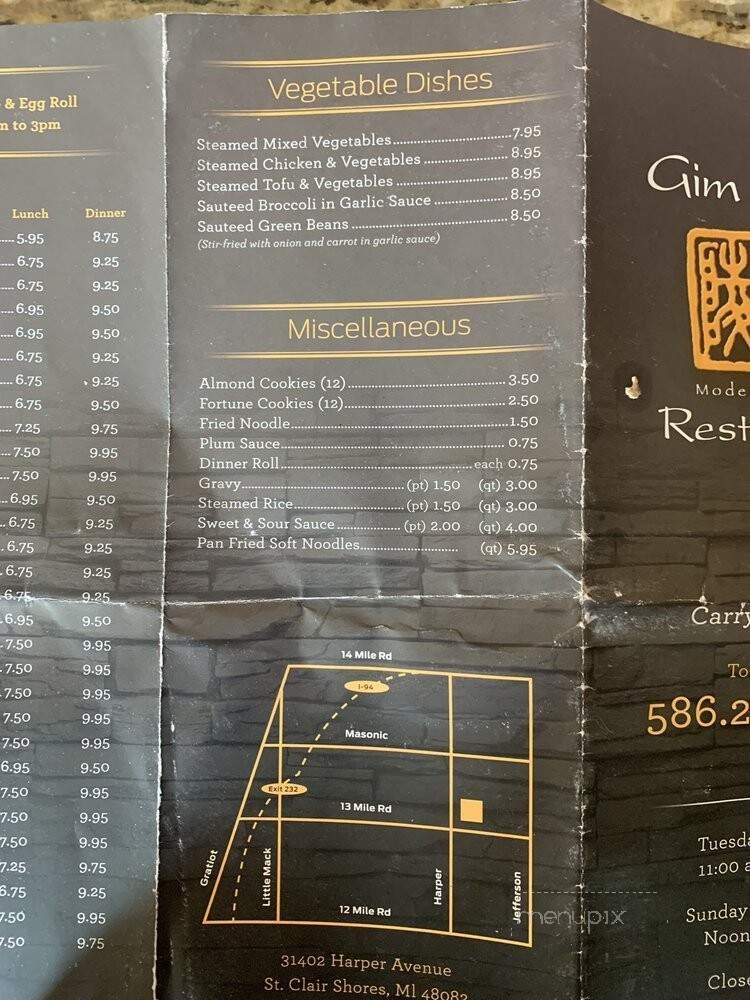 & Egg Roll
to 3pm
Lunch Dinner
5.95 8.75
6.75 9.25
6.75 9.25
6.95 9.50
6.95 9.50
6.75 9.25
6.75 9.25
6.75 9.50
7.25 9.75
7.50 9.95
7.50 9.95
6.95 9.50
6.75 9.25
6.75 9.25
6.75 9.25
6.75 9.25
6.95 9.50
7.50 9.95
7.50 9.95
7.50 9.95
7.50 9.95
7.50 9.95
6.95 9.50
7.50 9.95
7.50 9.95
7.50 9.95
7.25 9.75
6.75 9.25
7.50 9.95
7.50 9.75
Vegetable Dishes
Steamed Mixed Vegetables 7.95
Steamed Chicken & Vegetables 8.95
Steamed Tofu & Vegetables 8.95
Sauteed Broccoli in Garlic Sauce 8.50
Sauteed Green Beans 8.50
(Stir-fried with onion and carrot in garlic sauce)
Miscellaneous
Almond Cookies (12) 3.50
Fortune Cookies (12) 2.50
Fried Noodle 1.50
Plum Sauce 0.75
Dinner Roll each 0.75
Gravy (pt) 1.50 (qt) 3.00
Steamed Rice (pt) 1.50 (qt) 3.00
Sweet & Sour Sauce (pt) 2.00 (qt) 4.00
Pan Fried Soft Noodles (qt) 5.95
14 Mile Rd
I-94
Masonic
Exit 232
13 Mile Rd
Gratiot
Little Mack
Harper
Jefferson
12 Mile Rd
31402 Harper Avenue
St. Clair Shores, MI 48082
Gim
Mode
Rest
Carry
To
586.2
Tuesda
11:00 a
Sunday
Noon
Close
menupix